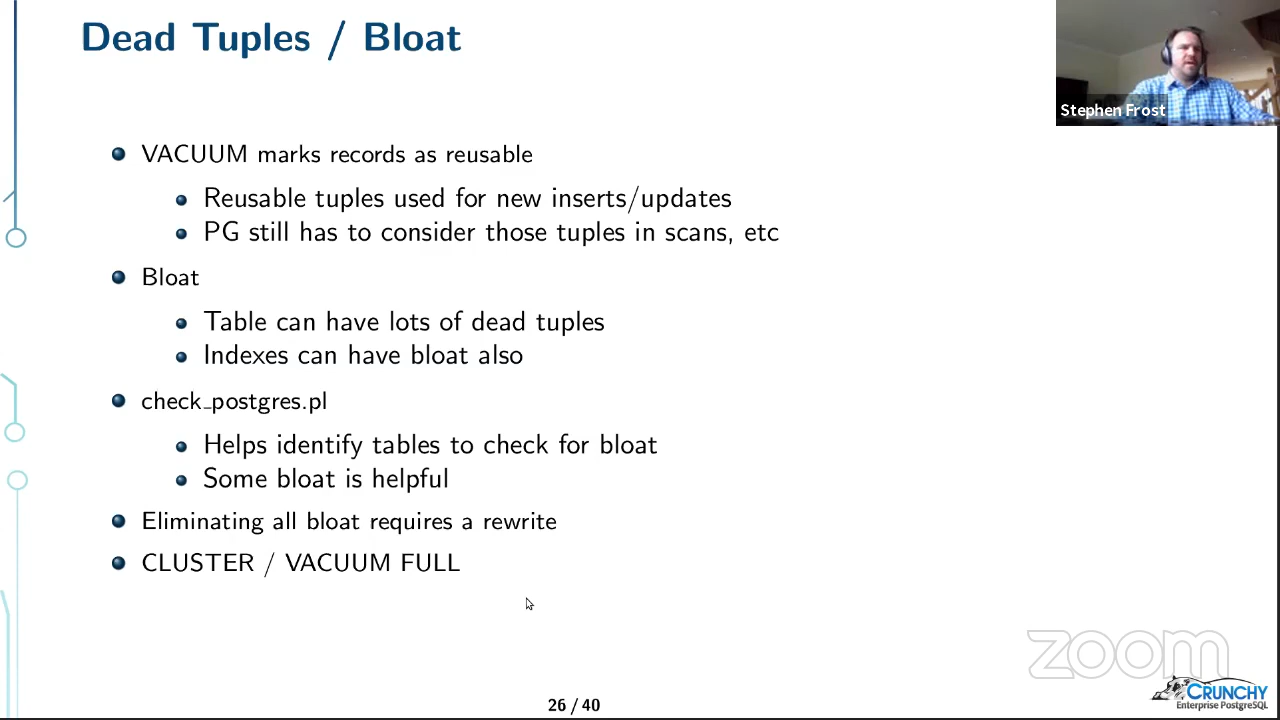 Dead Tuples / Bloat
Stephen Frost
VACUUM marks records as reusable
Reusable tuples used for new inserts/updates
PG still has to consider those tuples in scans, etc
Bloat
Table can have lots of dead tuples
Indexes can have bloat also
check_postgres.pl
Helps identify tables to check for bloat
Some bloat is helpful
Eliminating all bloat requires a rewrite
CLUSTER / VACUUM FULL
zoom
CRUNCHY
Enterprise PostgreSQL
26 / 40